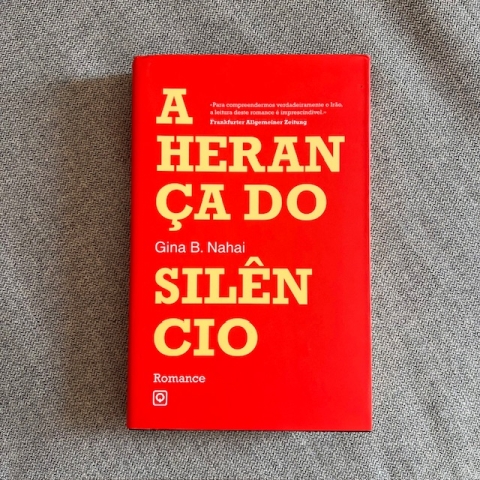 A
«Para compreendermos verdadeiramente o Irão,
a leitura deste romance é imprescindível.»
Frankfurter Allgemeiner Zeitung
HERAN
ÇA DO
Gina B. Nahai
SILÊN
CIO
Romance